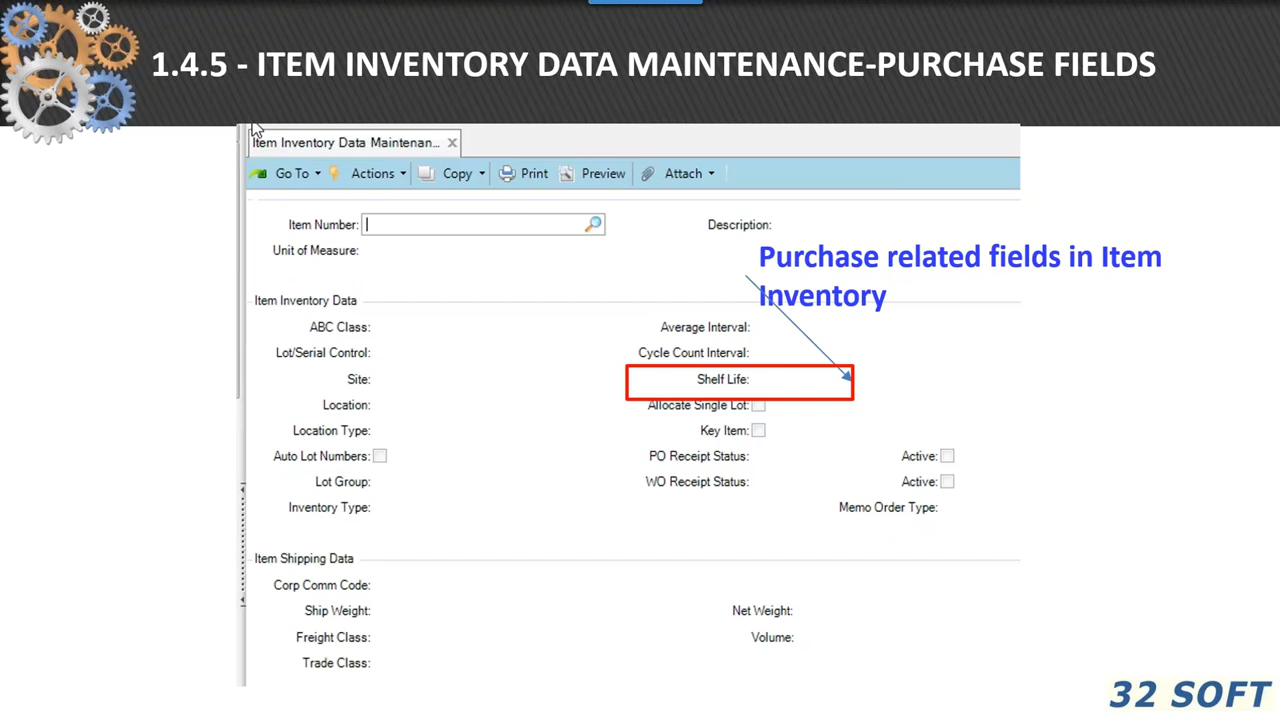 1.4.5 - ITEM INVENTORY DATA MAINTENANCE-PURCHASE FIELDS
Item Inventory Data Maintenan...
Go To Actions Copy Print Preview Attach
Item Number: Description:
Unit of Measure:
Purchase related fields in Item
Inventory
Item Inventory Data
ABC Class: Average Interval:
Lot/Serial Control: Cycle Count Interval:
Site: Shelf Life:
Location: Allocate Single Lot:
Location Type: Key Item:
Auto Lot Numbers: PO Receipt Status: Active:
Lot Group: WO Receipt Status: Active:
Inventory Type: Memo Order Type:
Item Shipping Data
Corp Comm Code:
Ship Weight: Net Weight:
Freight Class: Volume:
Trade Class:
32 SOFT